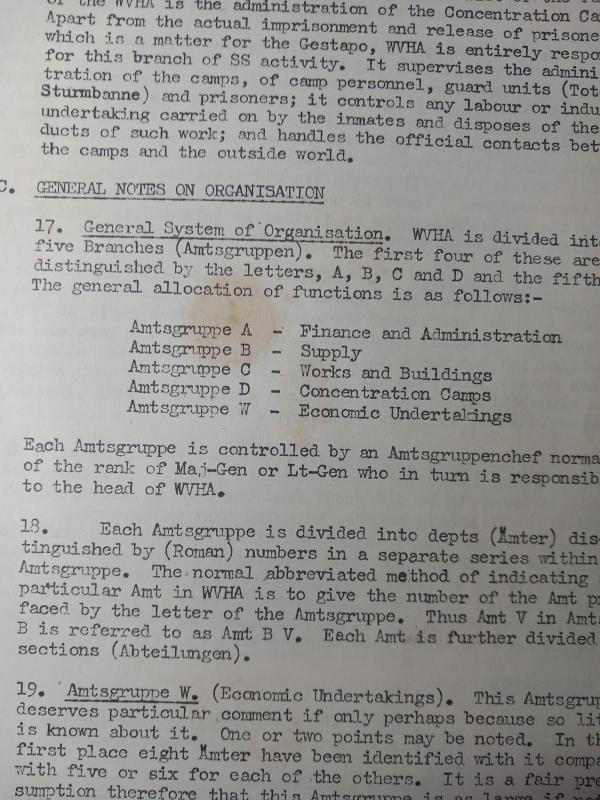 of the WVHA is the administration of the Concentration Ca
Apart from the actual imprisonment and release of prisone
which is a matter for the Gestapo, WVHA is entirely respo
for this branch of SS activity. It supervises the admini
tration of the camps, of camp personnel, guard units (Tot
Sturmbanne) and prisoners; it controls any labour or indu
undertaking carried on by the inmates and disposes of the
ducts of such work; and handles the official contacts bet
the camps and the outside world.
C. GENERAL NOTES ON ORGANISATION
17. General System of Organisation. WVHA is divided int
five Branches (Amtsgruppen). The first four of these are
distinguished by the letters, A, B, C and D and the fifth
The general allocation of functions is as follows:-
Amtsgruppe A - Finance and Administration
Amtsgruppe B - Supply
Amtsgruppe C - Works and Buildings
Amtsgruppe D - Concentration Camps
Amtsgruppe W - Economic Undertakings
Each Amtsgruppe is controlled by an Amtsgruppenchef norma
of the rank of Maj-Gen or Lt-Gen who in turn is responsib
to the head of WVHA.
18. Each Amtsgruppe is divided into depts (Ämter) dis-
tinguished by (Roman) numbers in a separate series within
Amtsgruppe. The normal abbreviated method of indicating
particular Amt in WVHA is to give the number of the Amt pr
faced by the letter of the Amtsgruppe. Thus Amt V in Amts
B is referred to as Amt B V. Each Amt is further divided
sections (Abteilungen).
19. Amtsgruppe W. (Economic Undertakings). This Amtsgrup
deserves particular comment if only perhaps because so lit
is known about it. One or two points may be noted. In th
first place eight Ämter have been identified with it compa
with five or six for each of the others. It is a fair pre
sumption therefore that this Amtsgruppe is as large if not